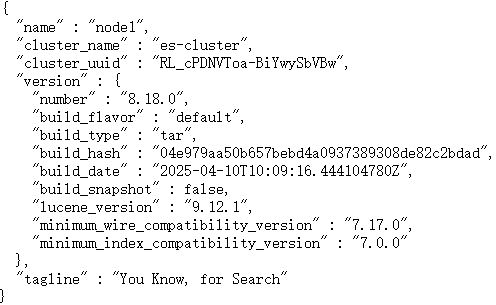 {
  "name" : "node1",
  "cluster_name" : "es-cluster",
  "cluster_uuid" : "RL_cPDNVToa-BiYwySbVBw",
  "version" : {
    "number" : "8.18.0",
    "build_flavor" : "default",
    "build_type" : "tar",
    "build_hash" : "04e979aa50b657bebd4a0937389308de82c2bdad",
    "build_date" : "2025-04-10T10:09:16.444104780Z",
    "build_snapshot" : false,
    "lucene_version" : "9.12.1",
    "minimum_wire_compatibility_version" : "7.17.0",
    "minimum_index_compatibility_version" : "7.0.0"
  },
  "tagline" : "You Know, for Search"
}